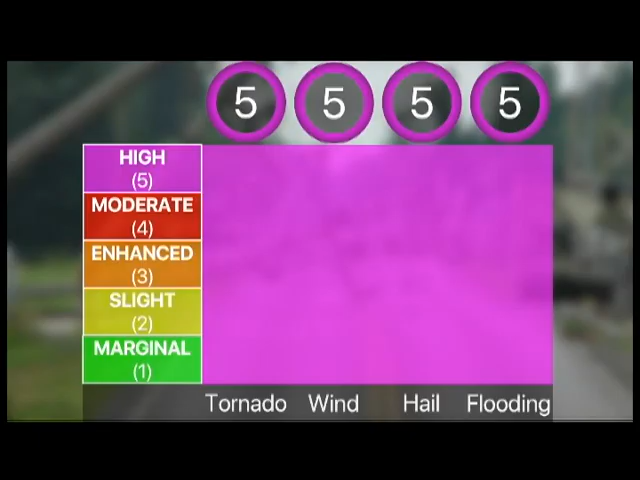 5 5 5 5
HIGH
(5)
MODERATE
(4)
ENHANCED
(3)
SLIGHT
(2)
MARGINAL
(1)
Tornado Wind Hail Flooding